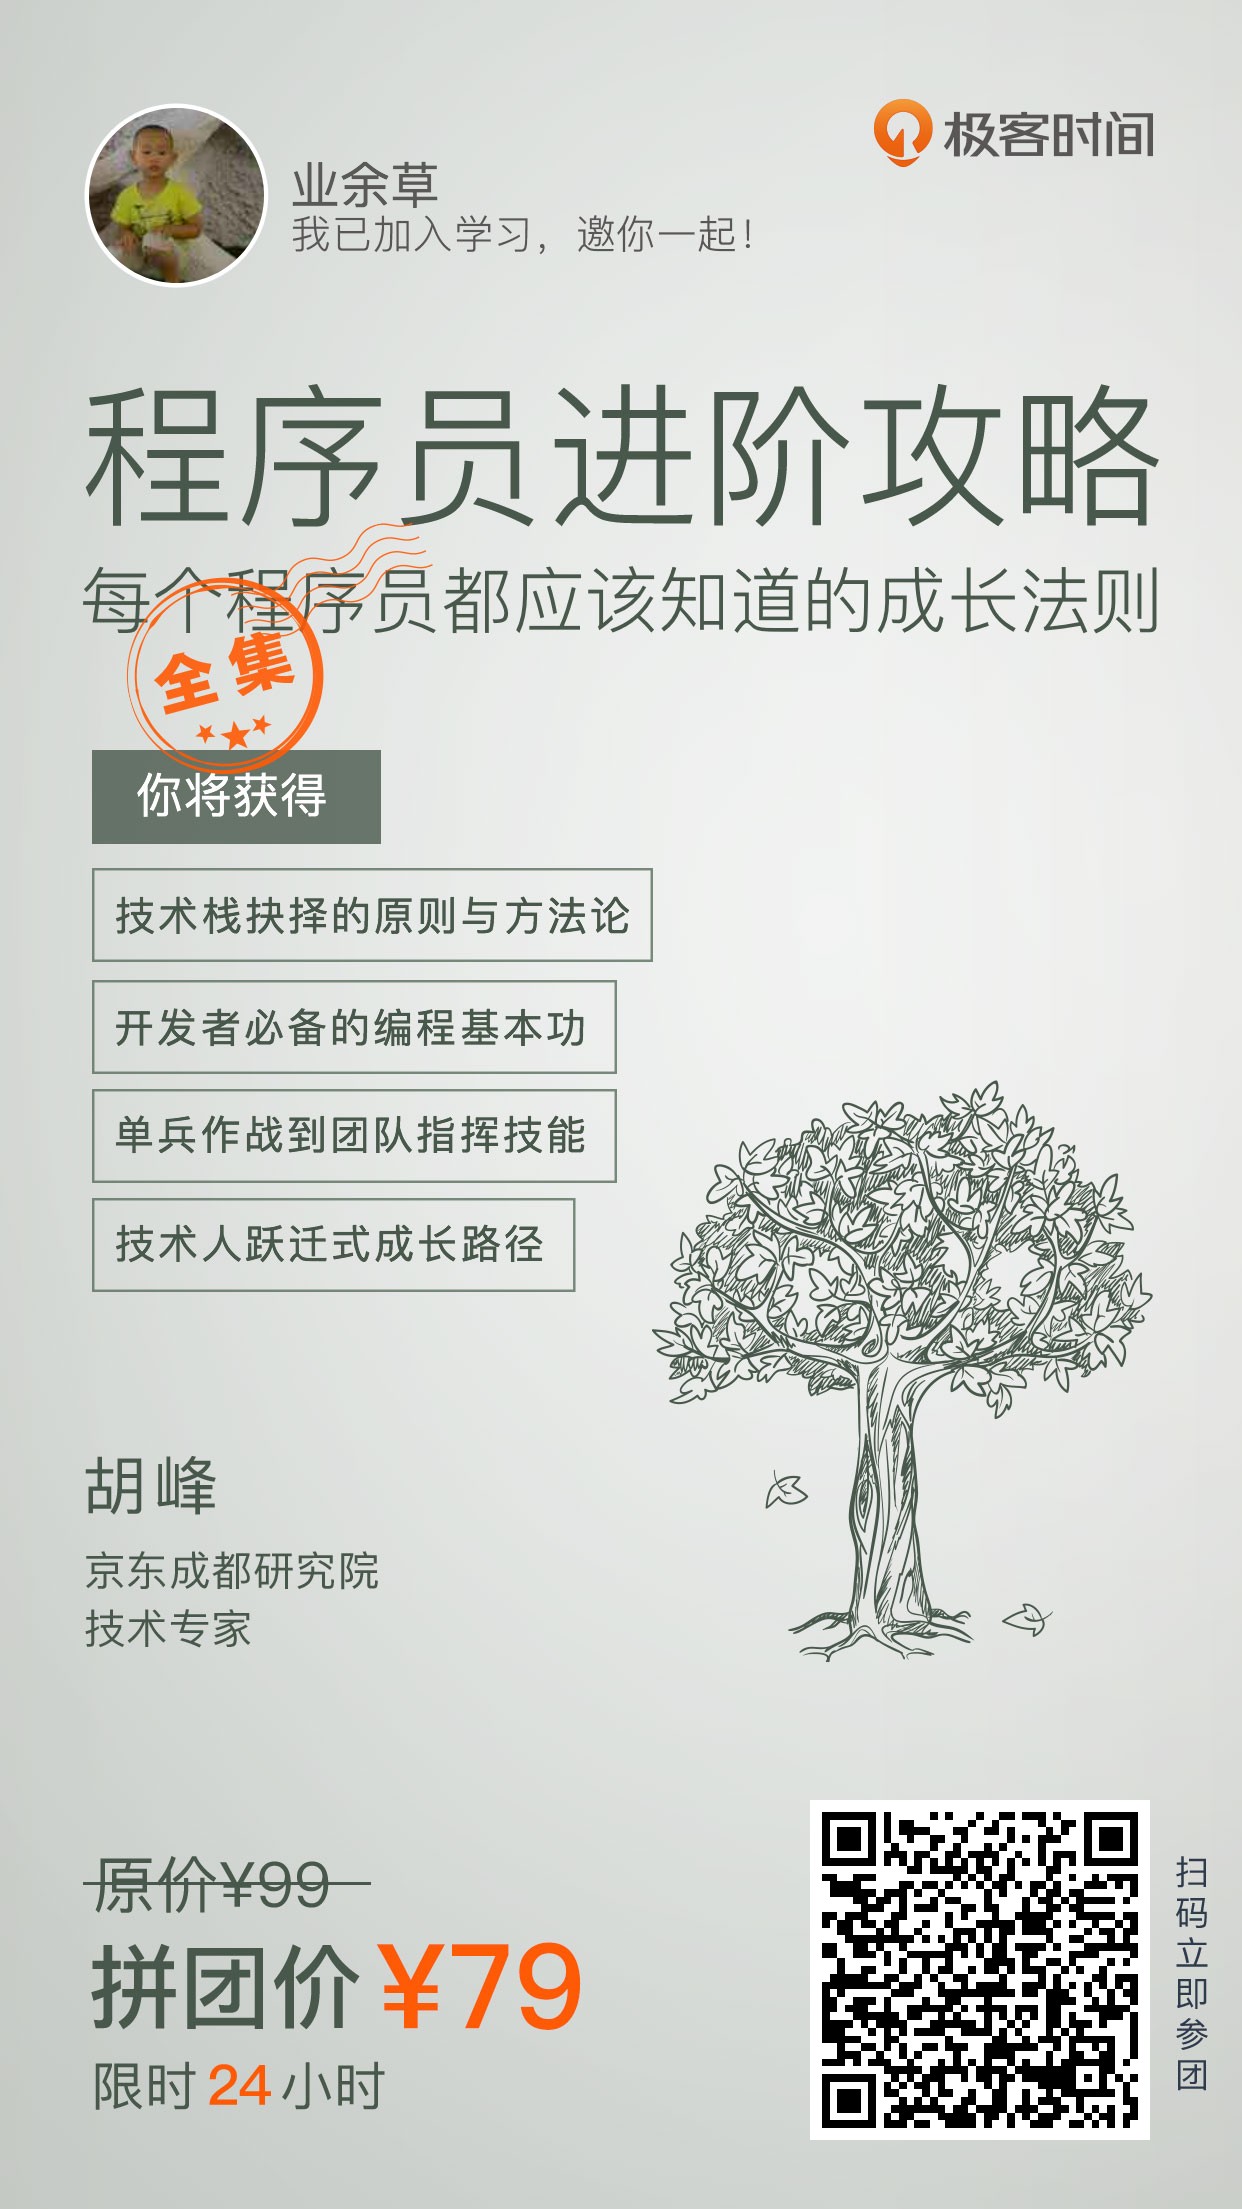 极客时间
业余草
我已加入学习，邀你一起！
程序员进阶攻略
每个程序员都应该知道的成长法则
全集
你将获得
技术栈抉择的原则与方法论
开发者必备的编程基本功
单兵作战到团队指挥技能
技术人跃迁式成长路径
胡峰
京东成都研究院
技术专家
原价¥99
拼团价¥79
限时24小时
扫码立即参团